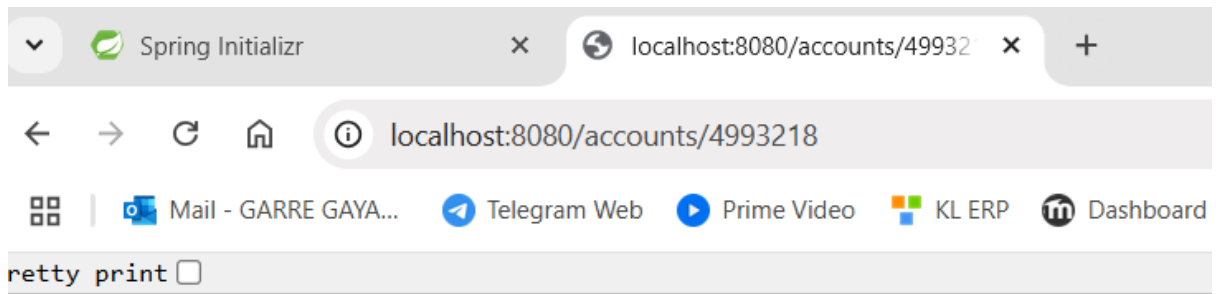 Spring Initializr
localhost:8080/accounts/49932
localhost:8080/accounts/4993218
Mail - GARRE GAYA... Telegram Web Prime Video KL ERP Dashboard
retty print